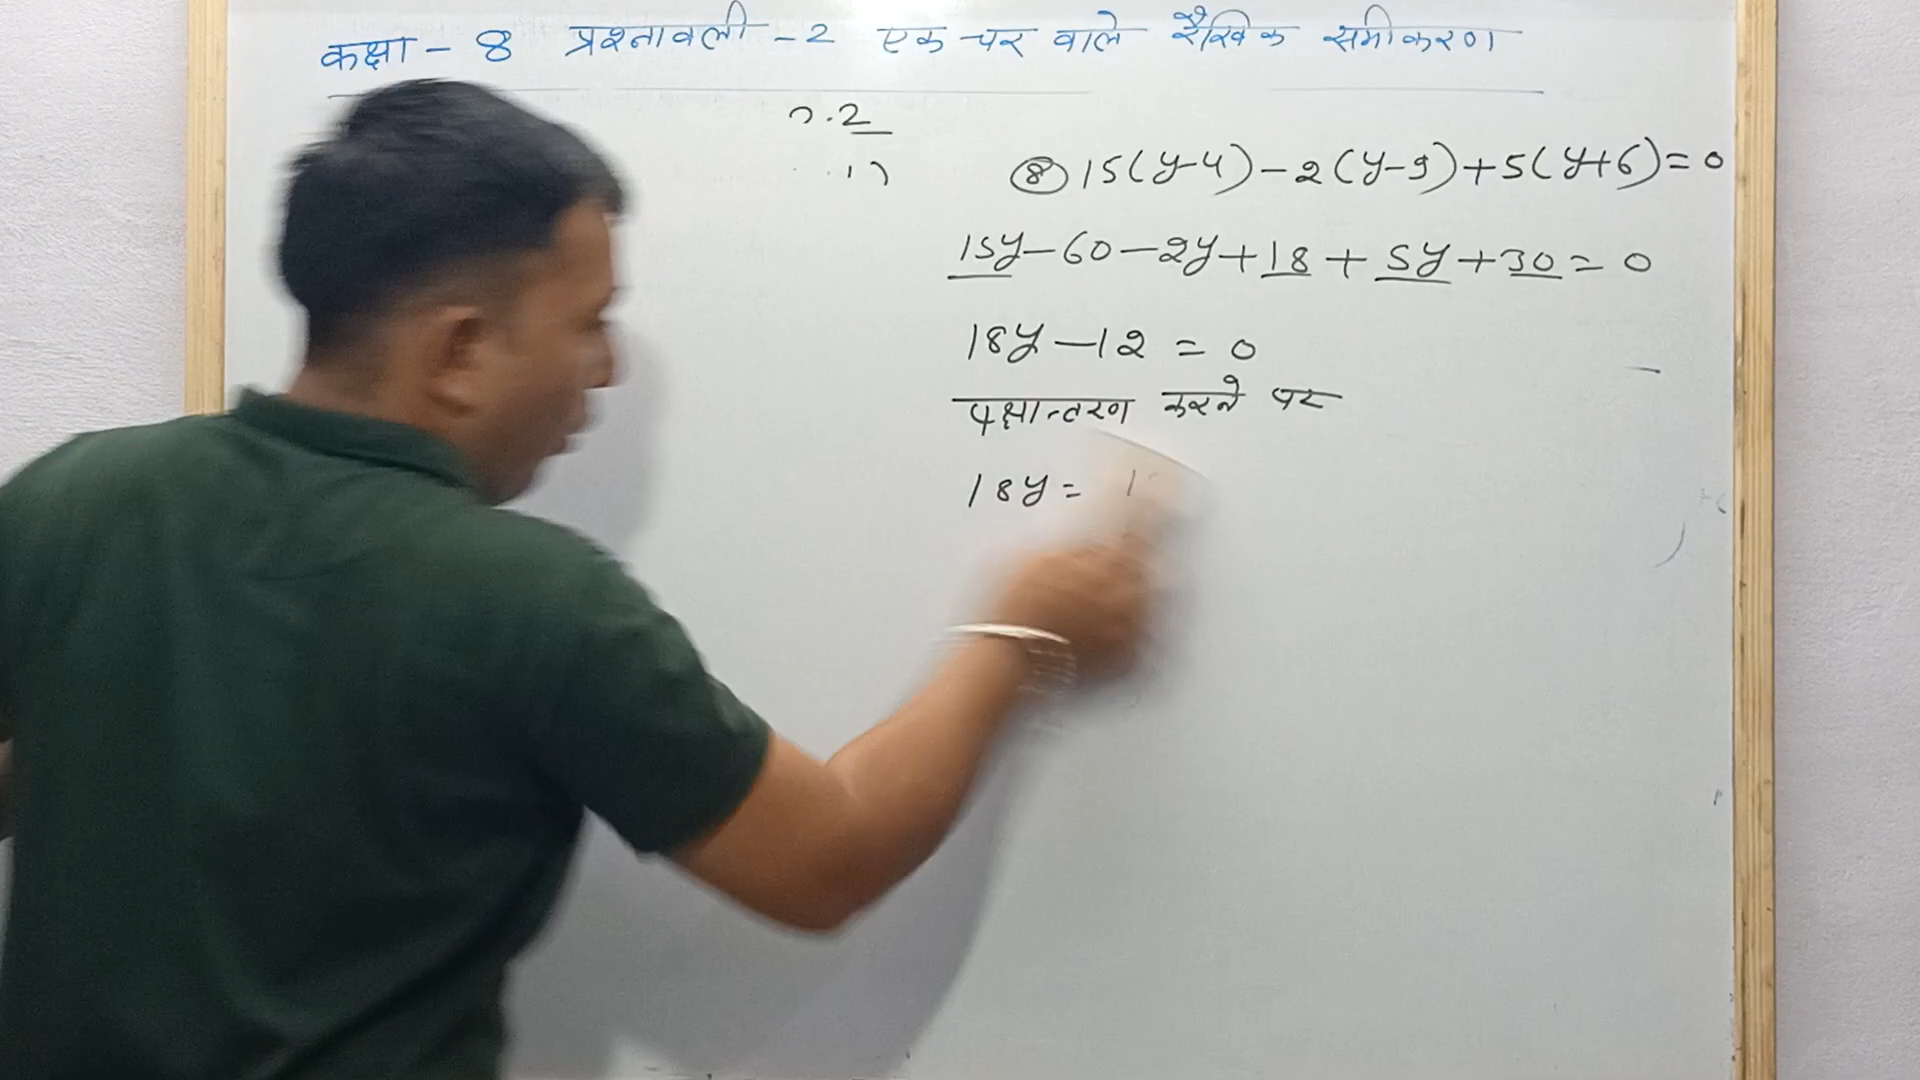 कक्षा - 8 प्रश्नावली - 2 एक चर वाले रैखिक समीकरण
.2
⑧ 15(y-4)-2(y-9)+5(y+6)=0
15y-60-2y+18+5y+30=0
18y-12=0
पक्षान्तरण करने पर
18y=